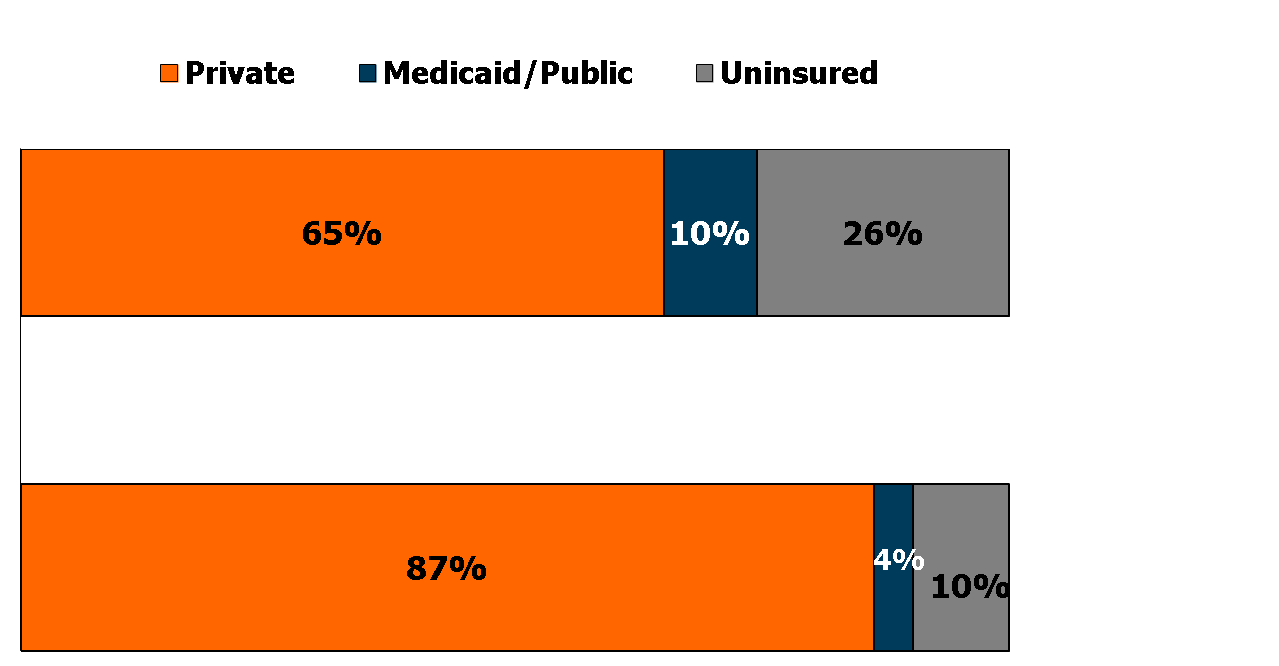 Private Medicaid/Public Uninsured
65% 10% 26%
87% 4% 10%